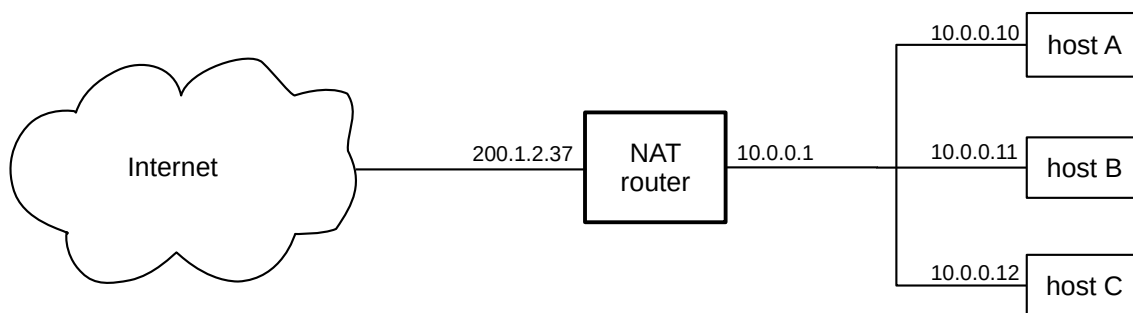 10.0.0.10
host A
Internet
200.1.2.37
NAT
router
10.0.0.1
10.0.0.11
host B
10.0.0.12
host C